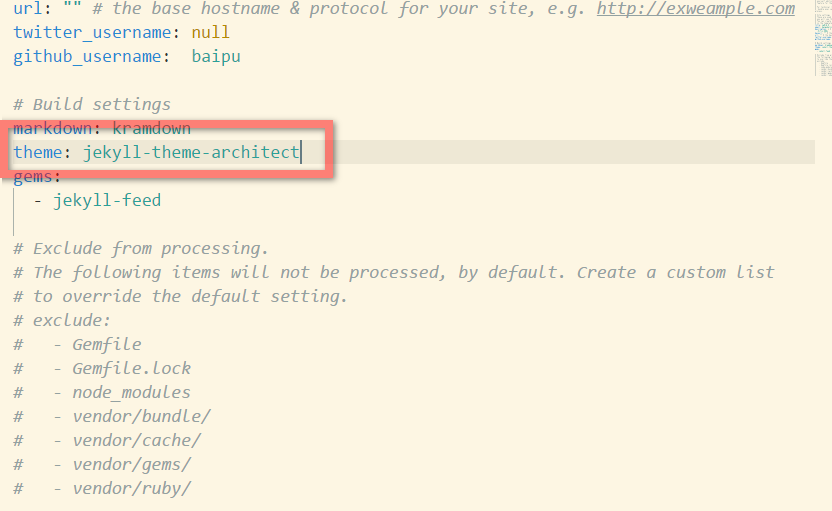 url: "" # the base hostname & protocol for your site, e.g. http://exweample.com
twitter_username: null
github_username:  baipu
# Build settings
markdown: kramdown
theme: jekyll-theme-architect
gems:
  - jekyll-feed
# Exclude from processing.
# The following items will not be processed, by default. Create a custom list
# to override the default setting.
# exclude:
#   - Gemfile
#   - Gemfile.lock
#   - node_modules
#   - vendor/bundle/
#   - vendor/cache/
#   - vendor/gems/
#   - vendor/ruby/